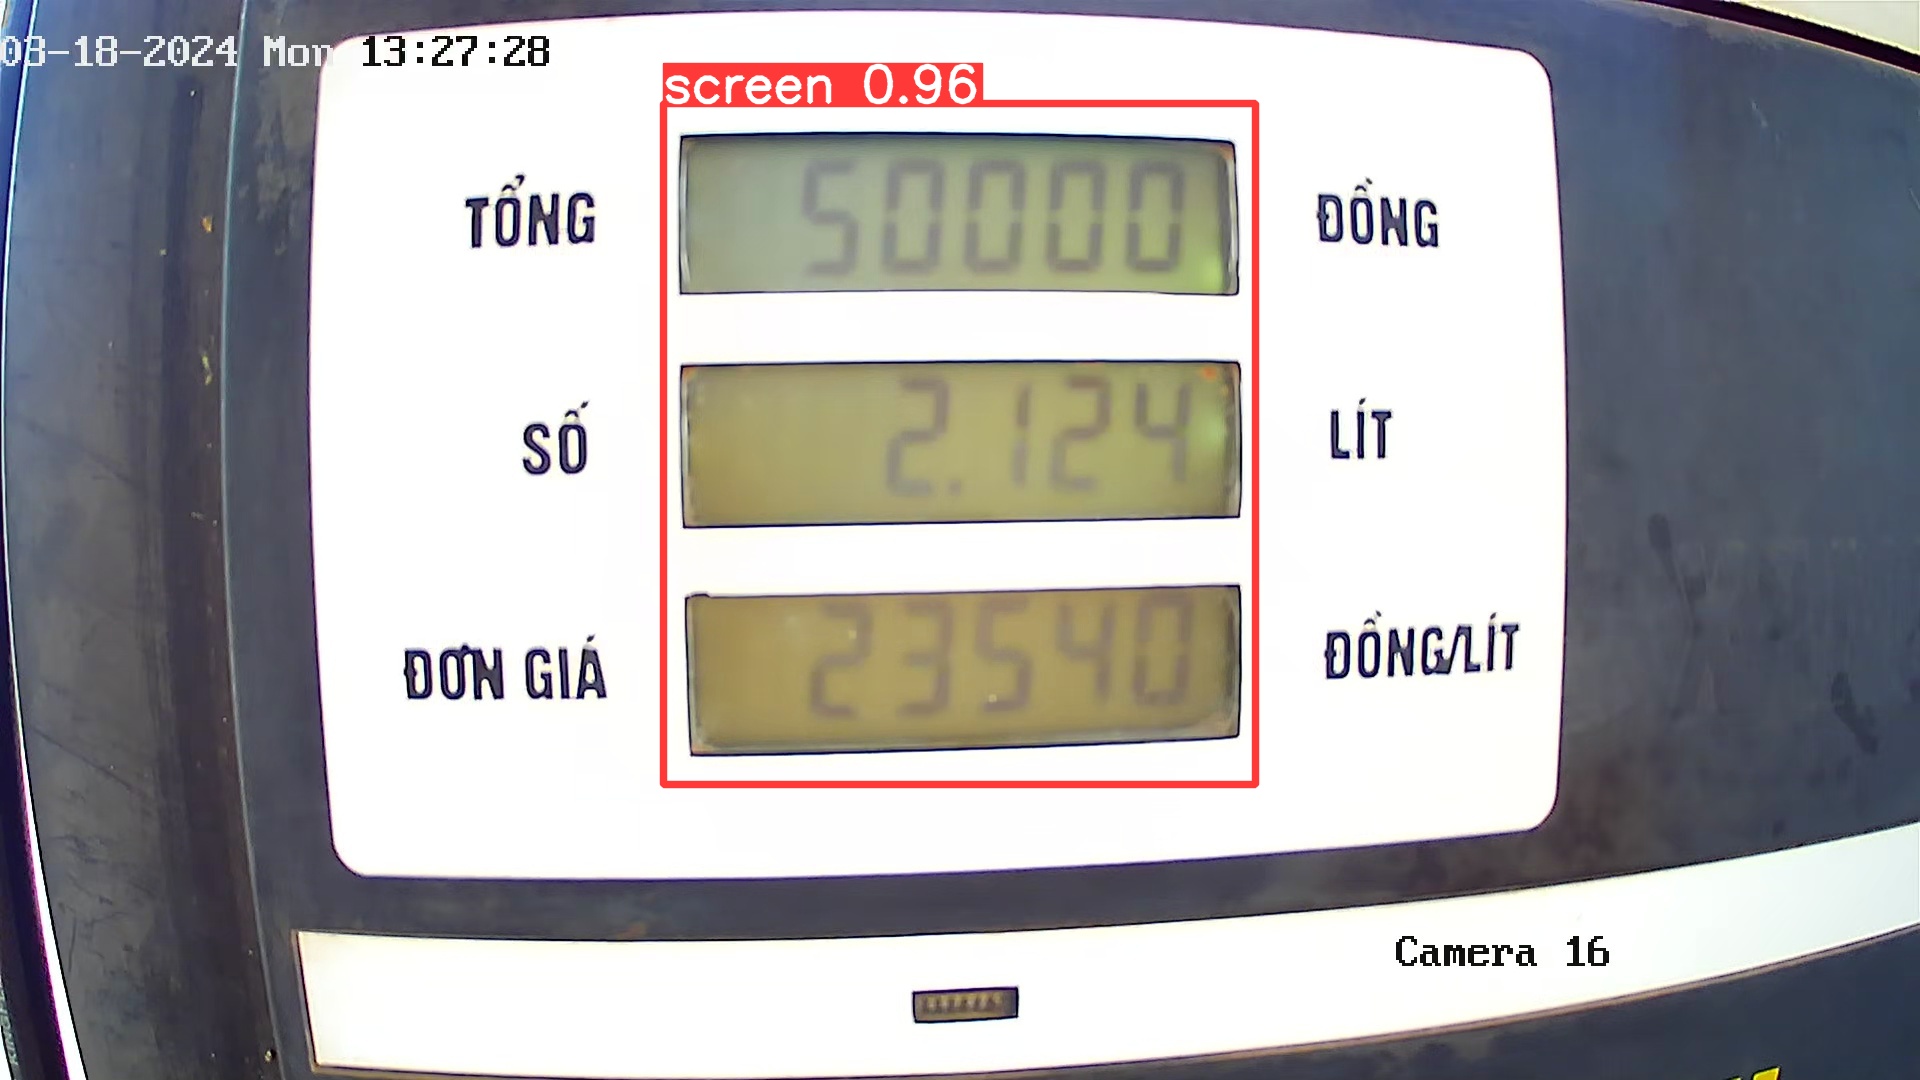 03-18-2024 Mon 13:27:28
screen 0.96
TỔNG 50000 ĐỒNG
SỐ 2.124 LÍT
ĐƠN GIÁ 23540 ĐỒNG/LÍT
Camera 16